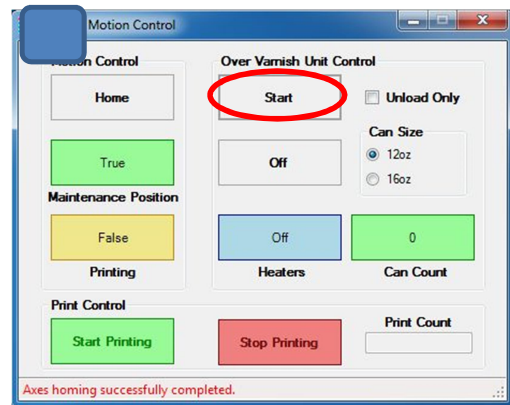 Motion Control
Motion Control
Over Varnish Unit Control
Home
Start
Unload Only
Can Size
12oz
16oz
True
Off
Maintenance Position
False
Off
0
Printing
Heaters
Can Count
Print Control
Start Printing
Stop Printing
Print Count
Axes homing successfully completed.